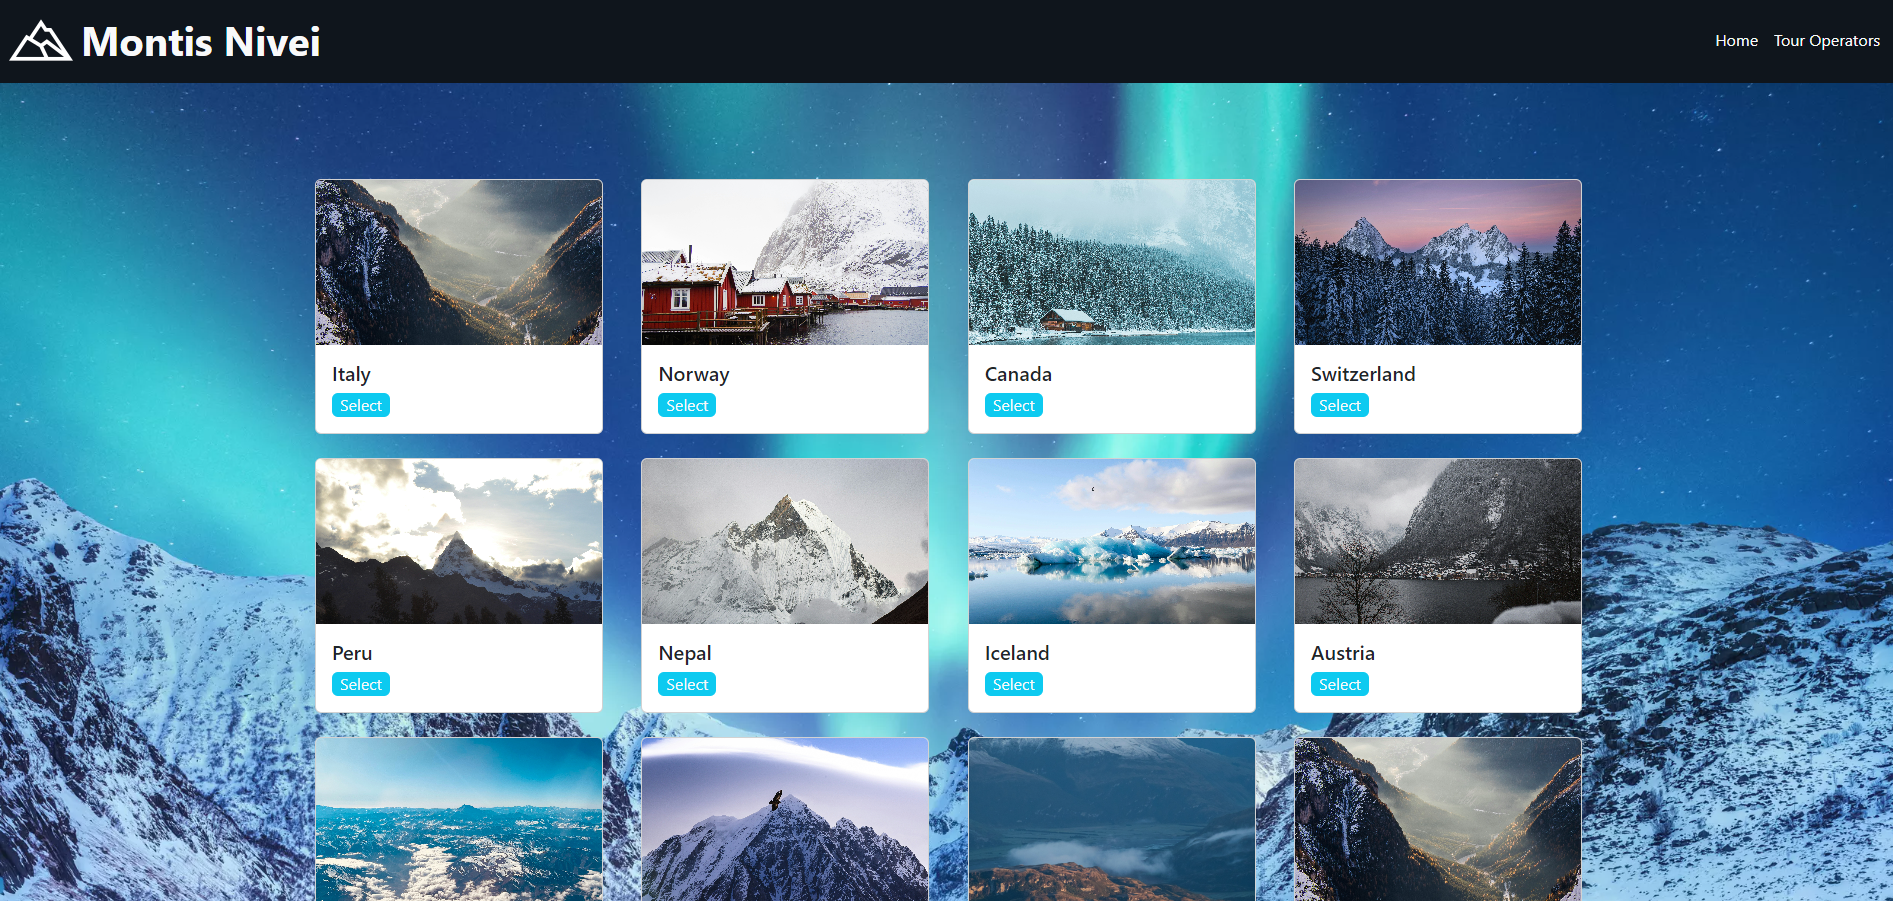 Montis Nivei
Home Tour Operators
Italy
Select
Norway
Select
Canada
Select
Switzerland
Select
Peru
Select
Nepal
Select
Iceland
Select
Austria
Select